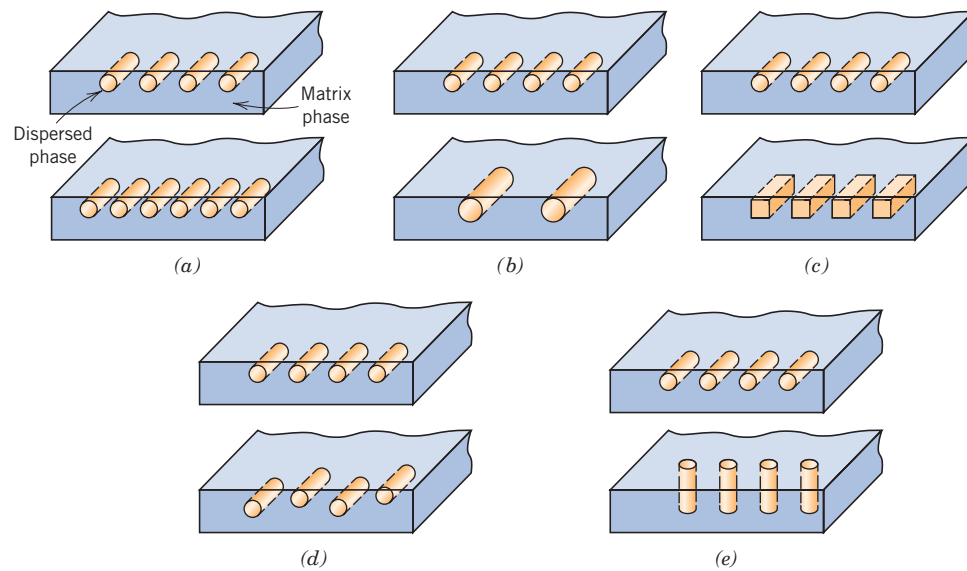 Matrix
phase
Dispersed
phase
(a)
(b)
(c)
(d)
(e)